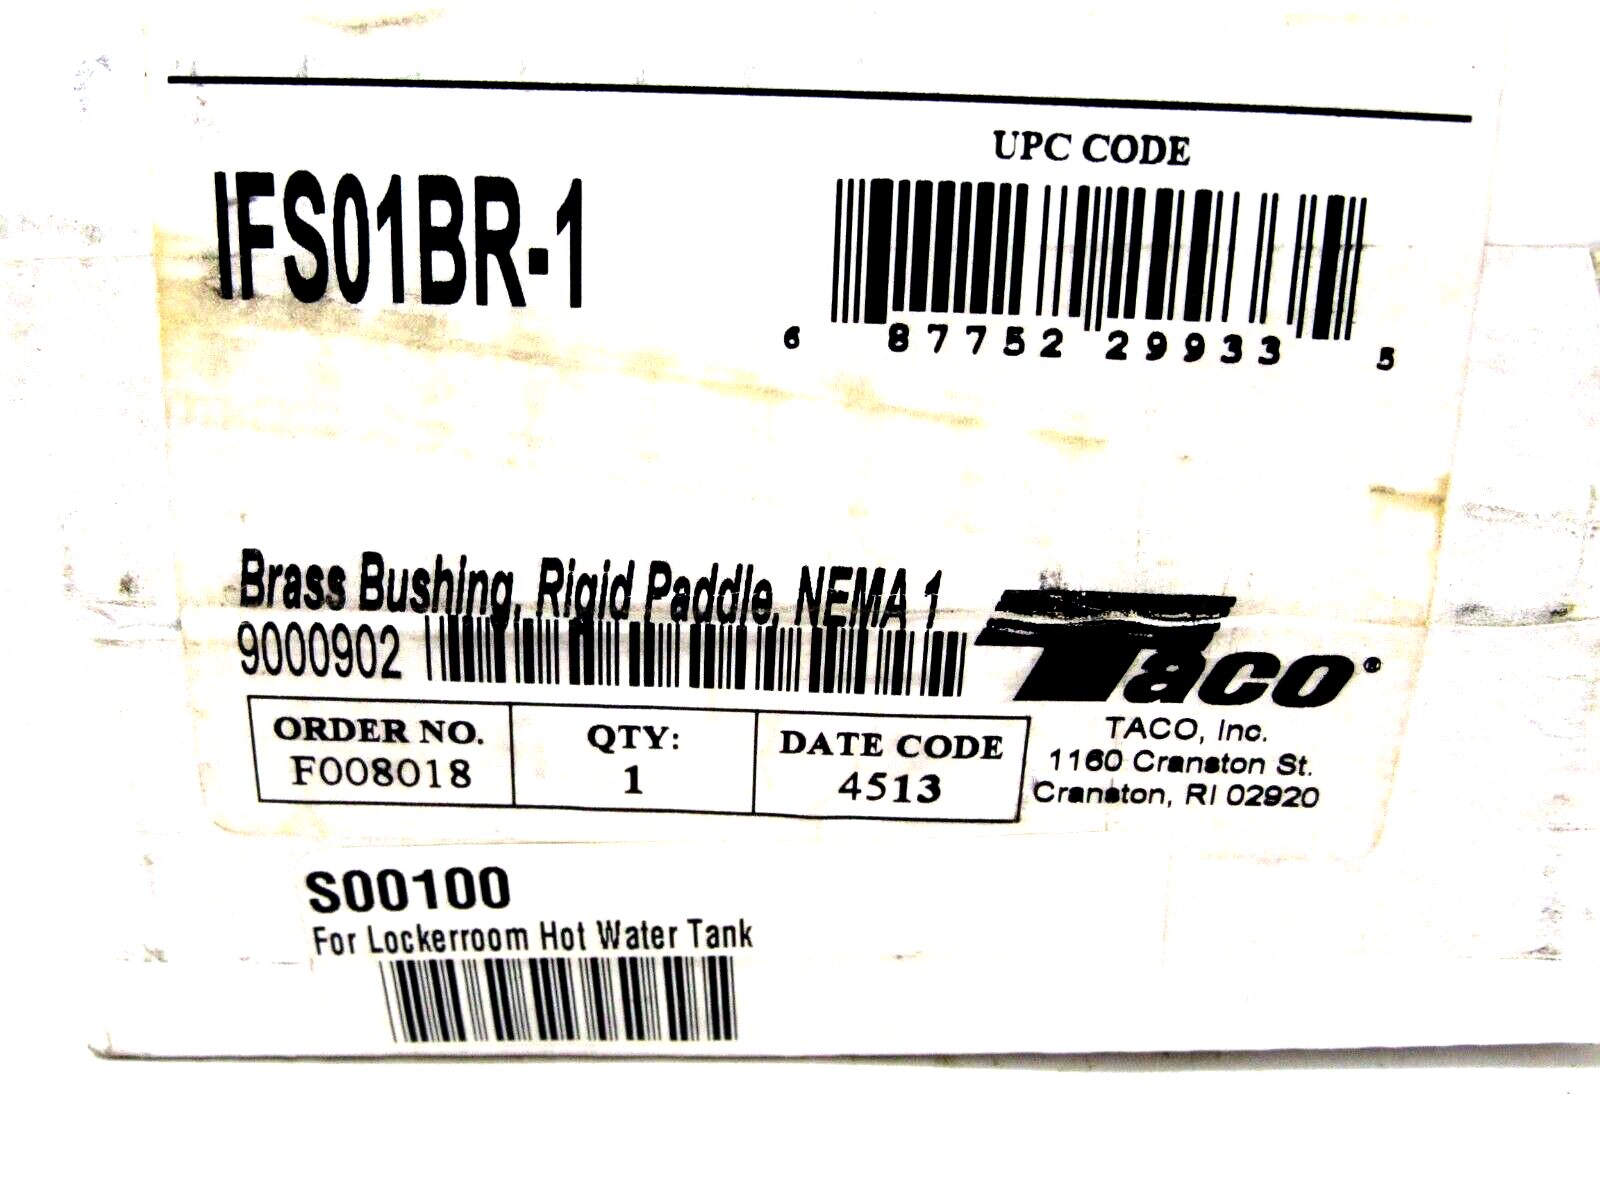 UPC CODE
IFS01BR-1
6 87752 29933 5
Brass Bushing, Rigid Paddle, NEMA 1
9000902
Taco®
ORDER NO. QTY: DATE CODE
F008018 1 4513
TACO, Inc.
1160 Cranston St.
Cranston, RI 02920
S00100
For Lockerroom Hot Water Tank